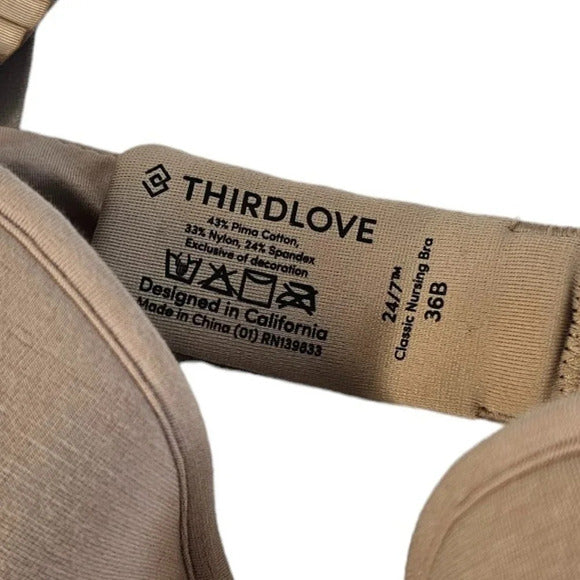 THIRDLOVE
43% Pima Cotton,
33% Nylon, 24% Spandex
Exclusive of decoration
Designed in California
Made in China (01) RN139833
24/7™
Classic Nursing Bra
36B